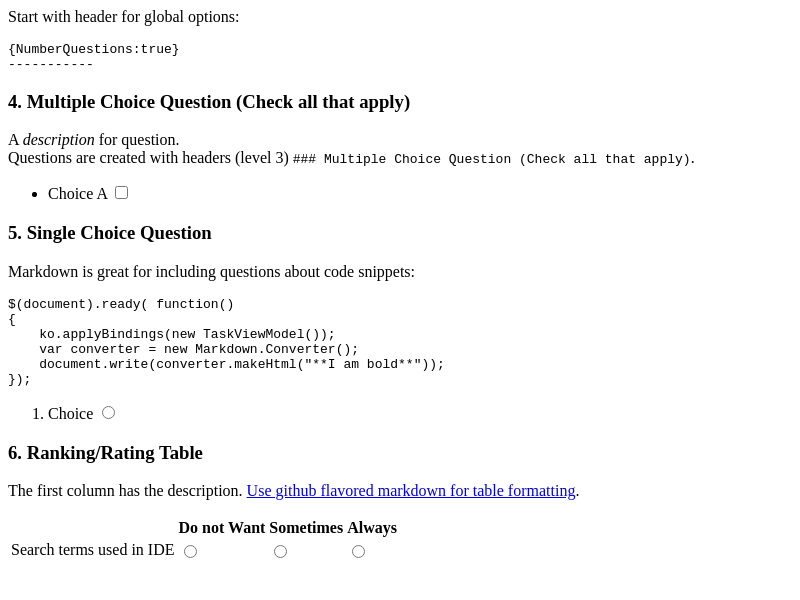 Start with header for global options:
{NumberQuestions:true}
-----------
4. Multiple Choice Question (Check all that apply)
A description for question.
Questions are created with headers (level 3) ### Multiple Choice Question (Check all that apply).
Choice A
5. Single Choice Question
Markdown is great for including questions about code snippets:
$(document).ready( function()
{
    ko.applyBindings(new TaskViewModel());
    var converter = new Markdown.Converter();
    document.write(converter.makeHtml("**I am bold**"));
});
1. Choice
6. Ranking/Rating Table
The first column has the description. Use github flavored markdown for table formatting.
Do not Want Sometimes Always
Search terms used in IDE